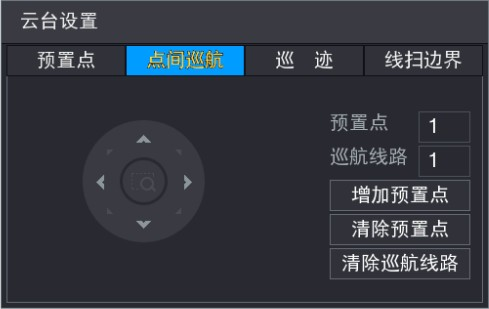 云台设置
预置点 点间巡航 巡 迹 线扫边界
预置点 1
巡航线路 1
增加预置点
清除预置点
清除巡航线路